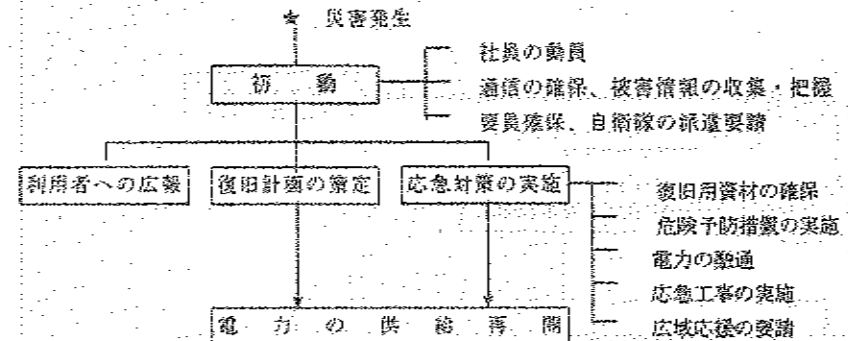 ★ 災害発生
初動
社員の動員
通信の確保、被害情報の収集・把握
要員確保、自衛隊の派遣要請
利用者への広報
復旧計画の策定
応急対策の実施
復旧用資材の確保
危険予防措置の実施
電力の融通
応急工事の実施
広域応援の要請
電力の供給再開